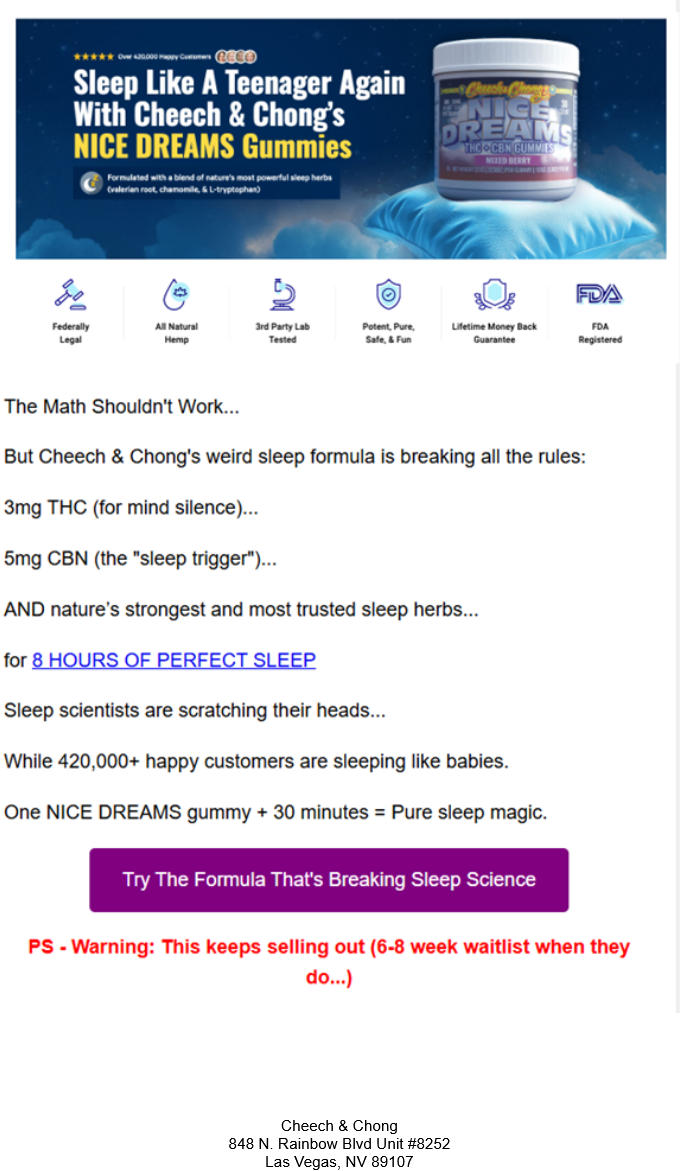 Over 420,000 Happy Customers
Sleep Like A Teenager Again
With Cheech & Chong's
NICE DREAMS Gummies
Formulated with a blend of nature's most powerful sleep herbs
(valerian root, chamomile, & L-tryptophan)
Cheech & Chong's
NICE
DREAMS
THC + CBN GUMMIES
MIXED BERRY
Federally
Legal
All Natural
Hemp
3rd Party Lab
Tested
Potent, Pure,
Safe, & Fun
Lifetime Money Back
Guarantee
FDA
FDA
Registered
The Math Shouldn't Work...
But Cheech & Chong's weird sleep formula is breaking all the rules:
3mg THC (for mind silence)...
5mg CBN (the "sleep trigger")...
AND nature’s strongest and most trusted sleep herbs...
for 8 HOURS OF PERFECT SLEEP
Sleep scientists are scratching their heads...
While 420,000+ happy customers are sleeping like babies.
One NICE DREAMS gummy + 30 minutes = Pure sleep magic.
Try The Formula That's Breaking Sleep Science
PS - Warning: This keeps selling out (6-8 week waitlist when they
do...)
Cheech & Chong
848 N. Rainbow Blvd Unit #8252
Las Vegas, NV 89107